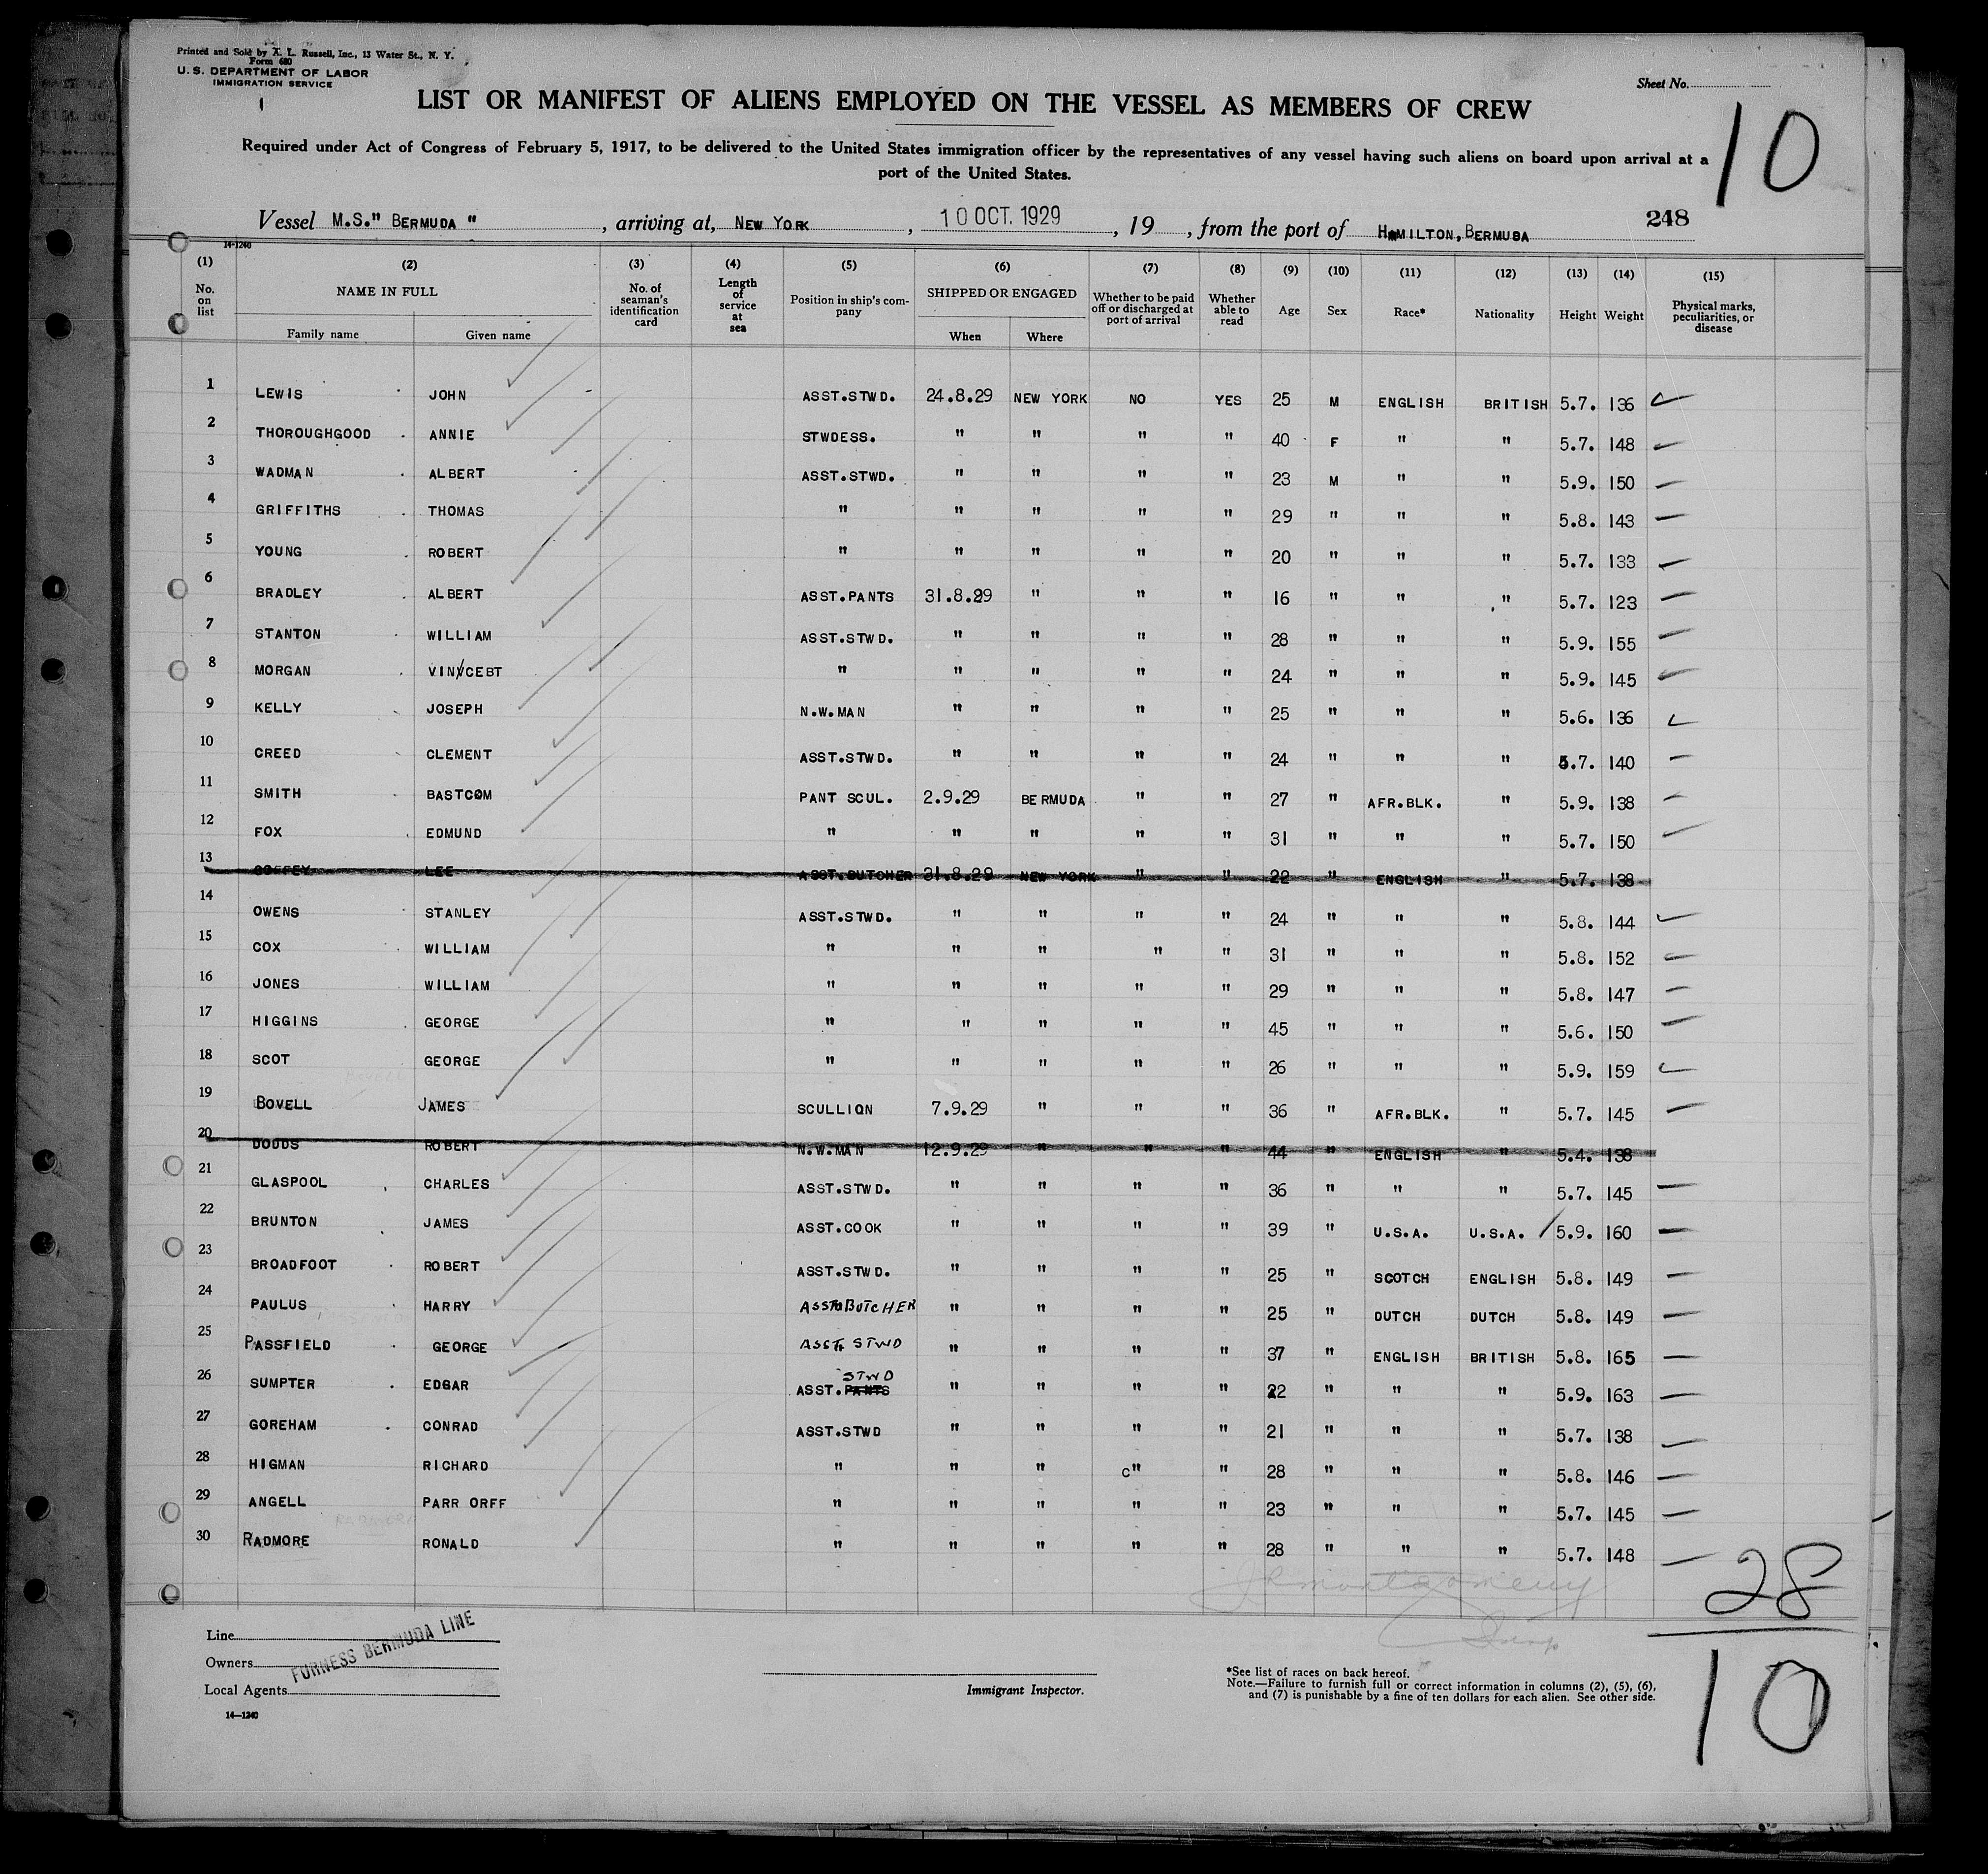 Printed and Sold by X. L. Russell, Inc., 13 Water St., N. Y.
Form 680
U. S. DEPARTMENT OF LABOR
IMMIGRATION SERVICE
Sheet No.
LIST OR MANIFEST OF ALIENS EMPLOYED ON THE VESSEL AS MEMBERS OF CREW
10
Required under Act of Congress of February 5, 1917, to be delivered to the United States immigration officer by the representatives of any vessel having such aliens on board upon arrival at a
port of the United States.
Vessel M.S." BERMUDA " , arriving at, NEW YORK , 10 OCT. 1929 , 19 , from the port of HAMILTON, BERMUDA 248
14-1240
(1) No. on list (2) NAME IN FULL Family name Given name (3) No. of seaman's identification card (4) Length of service at sea (5) Position in ship's company (6) SHIPPED OR ENGAGED When Where (7) Whether to be paid off or discharged at port of arrival (8) Whether able to read (9) Age (10) Sex (11) Race* (12) Nationality (13) Height (14) Weight (15) Physical marks, peculiarities, or disease
1 LEWIS JOHN ASST.STWD. 24.8.29 NEW YORK NO YES 25 M ENGLISH BRITISH 5.7. 136
2 THOROUGHGOOD ANNIE STWDESS. " " " " 40 F " " 5.7. 148
3 WADMAN ALBERT ASST.STWD. " " " " 23 M " " 5.9. 150
4 GRIFFITHS THOMAS " " " " " 29 " " " 5.8. 143
5 YOUNG ROBERT " " " " " 20 " " " 5.7. 133
6 BRADLEY ALBERT ASST.PANTS 31.8.29 " " " 16 " " " 5.7. 123
7 STANTON WILLIAM ASST.STWD. " " " " 28 " " " 5.9. 155
8 MORGAN VIN/CEBT " " " " " 24 " " " 5.9. 145
9 KELLY JOSEPH N.W.MAN " " " " 25 " " " 5.6. 136
10 CREED CLEMENT ASST.STWD. " " " " 24 " " " 5.7. 140
11 SMITH BASTCOM PANT SCUL. 2.9.29 BERMUDA " " 27 " AFR.BLK. " 5.9. 138
12 FOX EDMUND " " " " " 31 " " " 5.7. 150
13 COFFEY LEE ASST.BUTCHER 31.8.29 NEW YORK " " 22 " ENGLISH " 5.7. 138
14 OWENS STANLEY ASST.STWD. " " " " 24 " " " 5.8. 144
15 COX WILLIAM " " " " " 31 " " " 5.8. 152
16 JONES WILLIAM " " " " " 29 " " " 5.8. 147
17 HIGGINS GEORGE " " " " " 45 " " " 5.6. 150
18 SCOT GEORGE " " " " " 26 " " " 5.9. 159
19 BOVELL JAMES SCULLION 7.9.29 " " " 36 " AFR.BLK. " 5.7. 145
20 DODDS ROBERT N.W.MAN 12.9.29 " " " 44 " ENGLISH " 5.4. 138
21 GLASPOOL CHARLES ASST.STWD. " " " " 36 " " " 5.7. 145
22 BRUNTON JAMES ASST.COOK " " " " 39 " U.S.A. U.S.A. 5.9. 160
23 BROADFOOT ROBERT ASST.STWD. " " " " 25 " SCOTCH ENGLISH 5.8. 149
24 PAULUS HARRY ASST BUTCHER " " " " 25 " DUTCH DUTCH 5.8. 149
25 PASSFIELD GEORGE ASST. STWD " " " " 37 " ENGLISH BRITISH 5.8. 165
26 SUMPTER EDGAR ASST.PANTS STWD " " " " 22 " " " 5.9. 163
27 GOREHAM CONRAD ASST.STWD " " " " 21 " " " 5.7. 138
28 HIGMAN RICHARD " " " c" " 28 " " " 5.8. 146
29 ANGELL PARR ORFF " " " " " 23 " " " 5.7. 145
30 RADMORE RONALD " " " " " 28 " " " 5.7. 148
JRMontgomery
28
Line
FURNESS BERMUDA LINE
Owners
Local Agents
Immigrant Inspector.
14—1240
*See list of races on back hereof.
Note.—Failure to furnish full or correct information in columns (2), (5), (6),
and (7) is punishable by a fine of ten dollars for each alien. See other side.
10